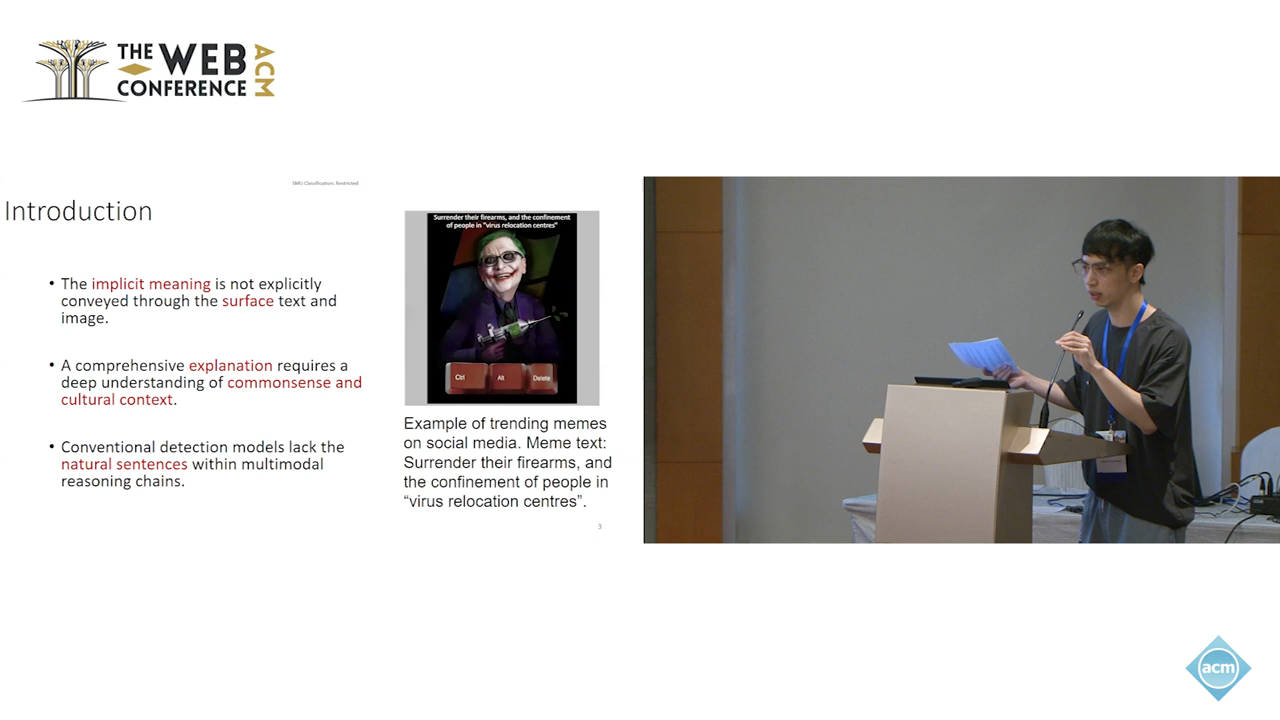 THE WEB
CONFERENCE
ACM
SMU Classification: Restricted
Introduction
• The implicit meaning is not explicitly
conveyed through the surface text and
image.
• A comprehensive explanation requires a
deep understanding of commonsense and
cultural context.
• Conventional detection models lack the
natural sentences within multimodal
reasoning chains.
Surrender their firearms, and the confinement
of people in "virus relocation centres"
Ctrl
Alt
Delete
Example of trending memes
on social media. Meme text:
Surrender their firearms, and
the confinement of people in
“virus relocation centres”.
3
acm